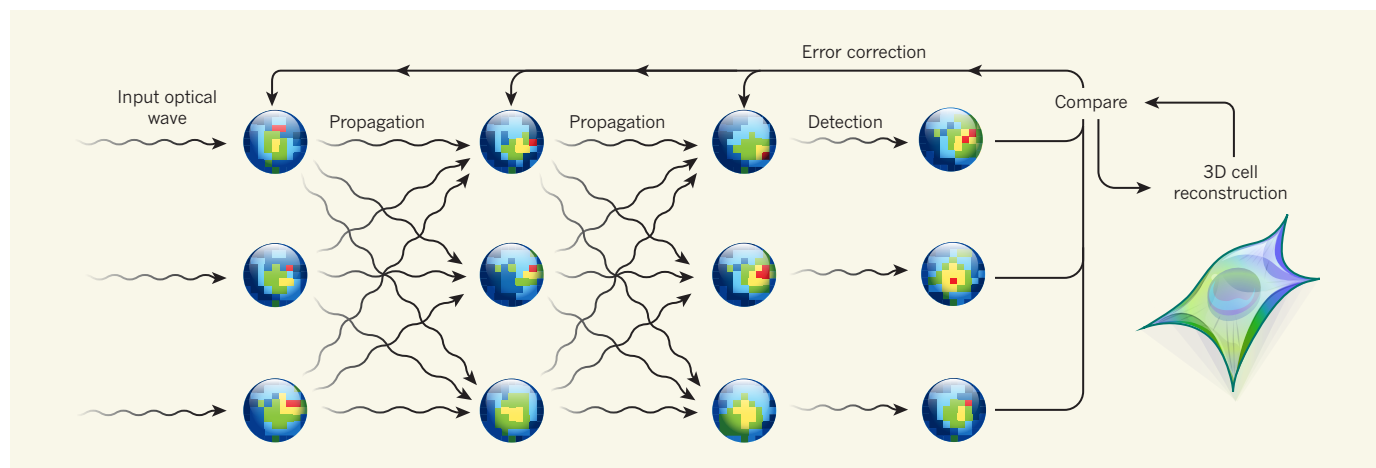 Error correction
Input optical
wave
Propagation
Propagation
Detection
Compare
3D cell
reconstruction